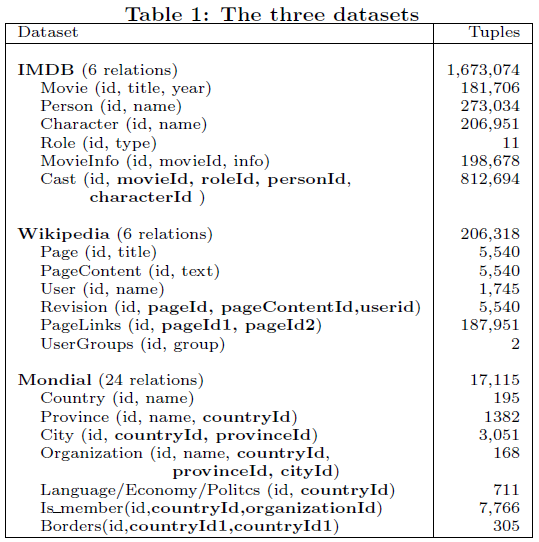 Table 1: The three datasets
Dataset Tuples
IMDB (6 relations) 1,673,074
Movie (id, title, year) 181,706
Person (id, name) 273,034
Character (id, name) 206,951
Role (id, type) 11
MovieInfo (id, movieId, info) 198,678
Cast (id, movieId, roleId, personId, 812,694
characterId )
Wikipedia (6 relations) 206,318
Page (id, title) 5,540
PageContent (id, text) 5,540
User (id, name) 1,745
Revision (id, pageId, pageContentId,userid) 5,540
PageLinks (id, pageId1, pageId2) 187,951
UserGroups (id, group) 2
Mondial (24 relations) 17,115
Country (id, name) 195
Province (id, name, countryId) 1382
City (id, countryId, provinceId) 3,051
Organization (id, name, countryId, 168
provinceId, cityId)
Language/Economy/Politcs (id, countryId) 711
Is_member(id,countryId,organizationId) 7,766
Borders(id,countryId1,countryId1) 305